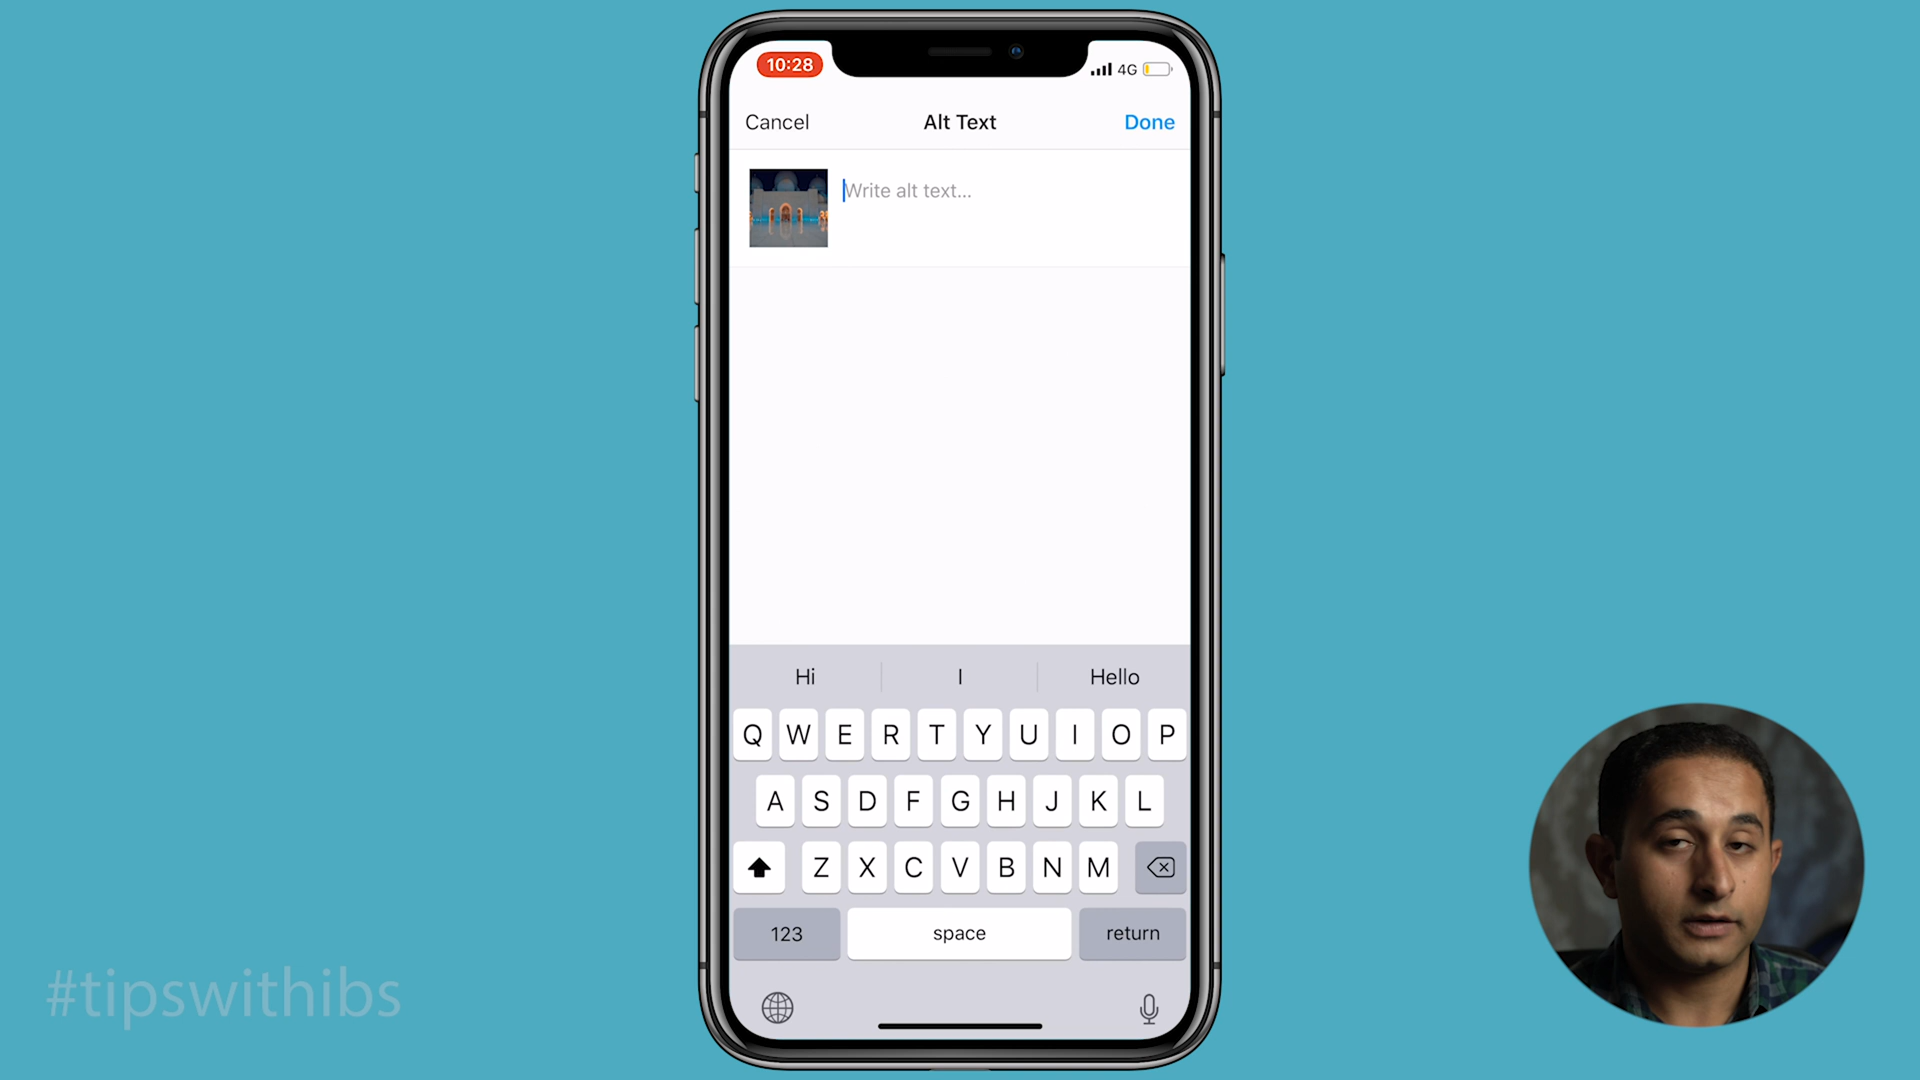 10:28
4G
Cancel Alt Text Done
Write alt text...
Hi I Hello
Q W E R T Y U I O P
A S D F G H J K L
Z X C V B N M
123 space return
#tipswithibs